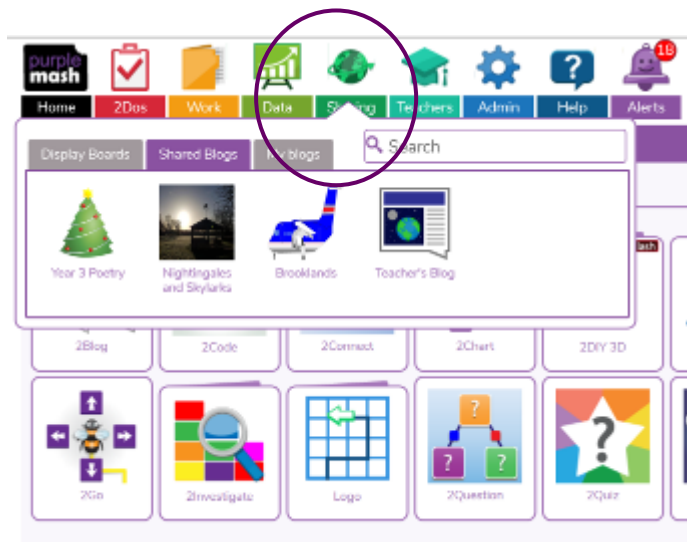 purple
mash
18
Home 2Dos Work Data Sharing Teachers Admin Help Alerts
Display Boards Shared Blogs My blogs Search
Year 3 Poetry Nightingales Brooklands Teacher's Blog
and Skylarks
2Blog 2Code 2Connect 2Chart 2DIY 3D
2Go 2Investigate Logo 2Question 2Quiz